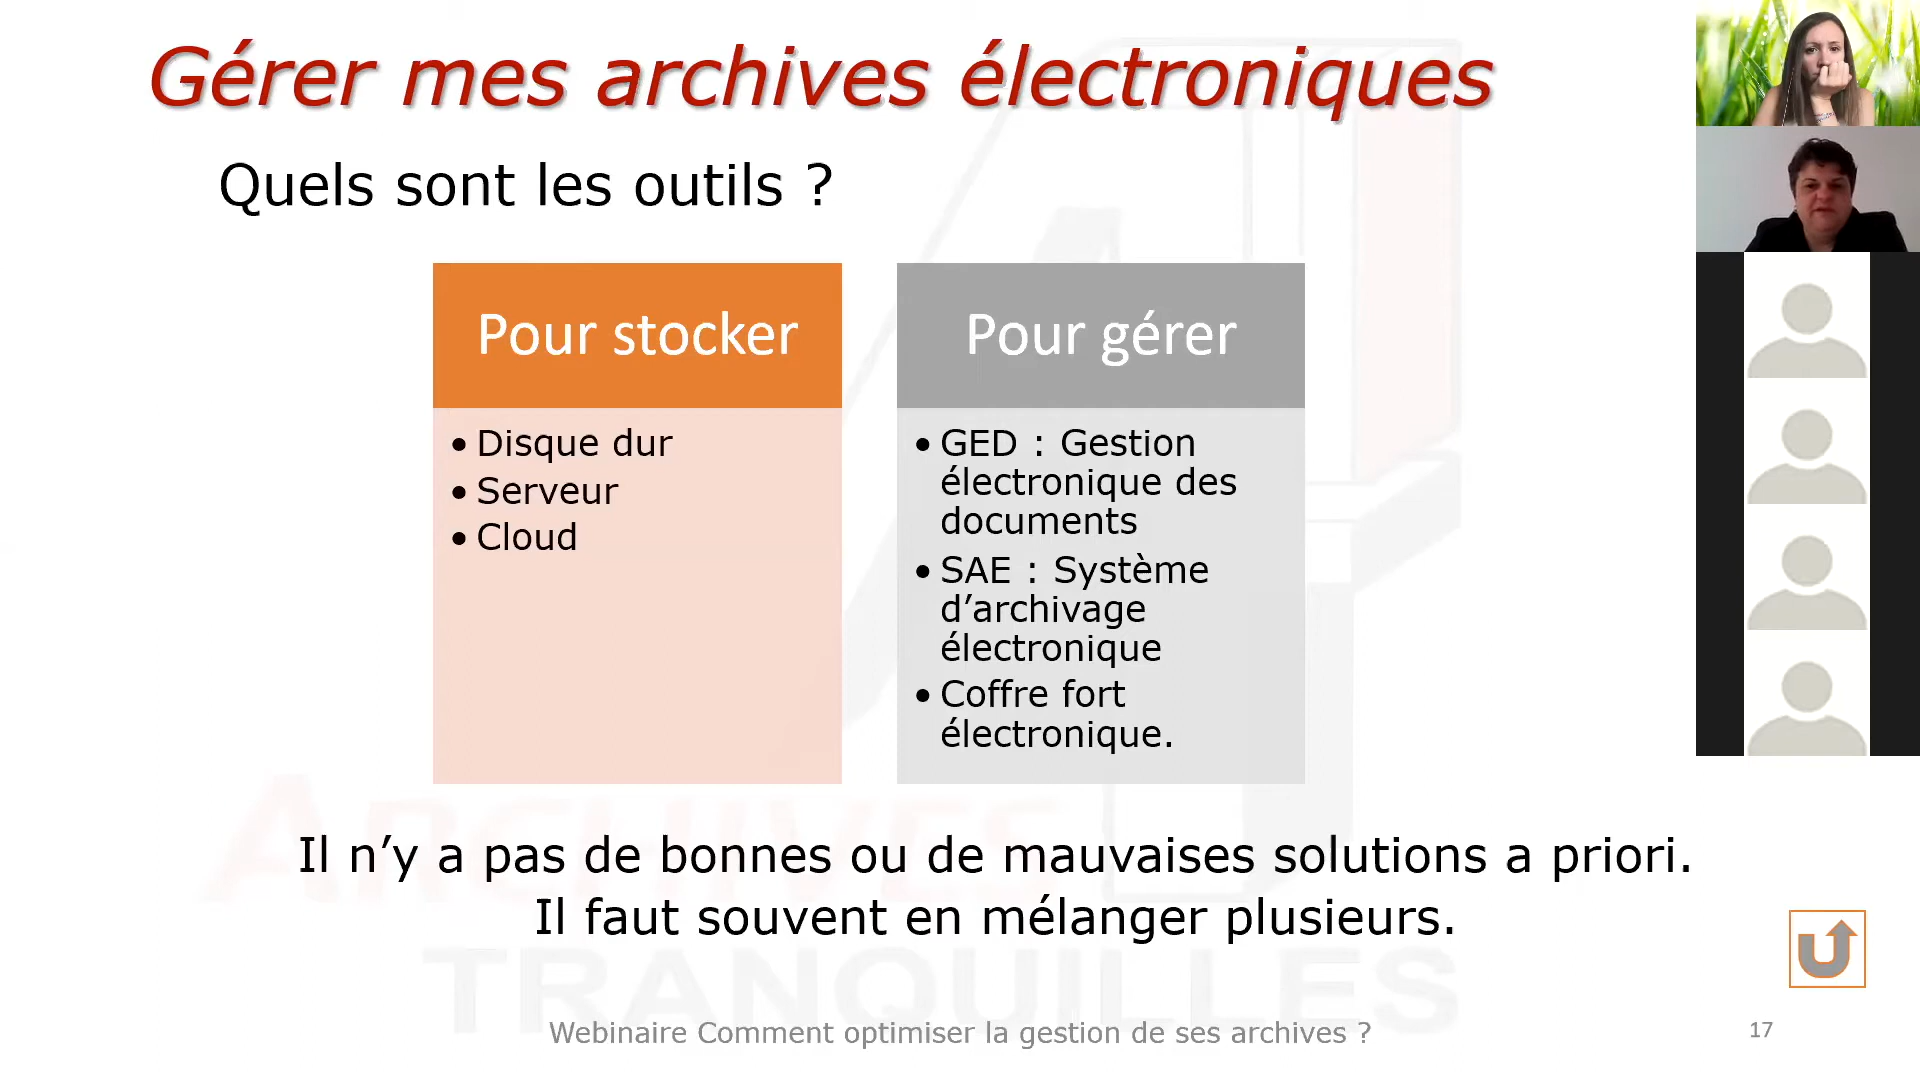 Gérer mes archives électroniques
Quels sont les outils ?
Pour stocker
• Disque dur
• Serveur
• Cloud
Pour gérer
• GED : Gestion
électronique des
documents
• SAE : Système
d’archivage
électronique
• Coffre fort
électronique.
Il n’y a pas de bonnes ou de mauvaises solutions a priori.
Il faut souvent en mélanger plusieurs.
ARCHIVES
TRANQUILLES
Webinaire Comment optimiser la gestion de ses archives ?
17